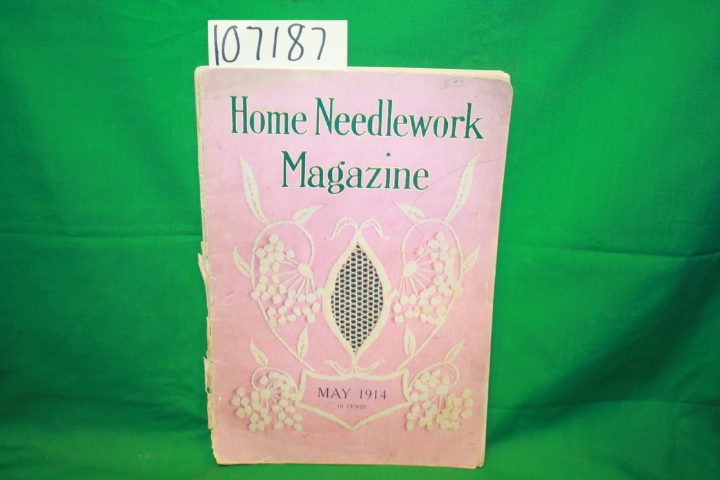 107187
Home Needlework
Magazine
MAY 1914
10 CENTS